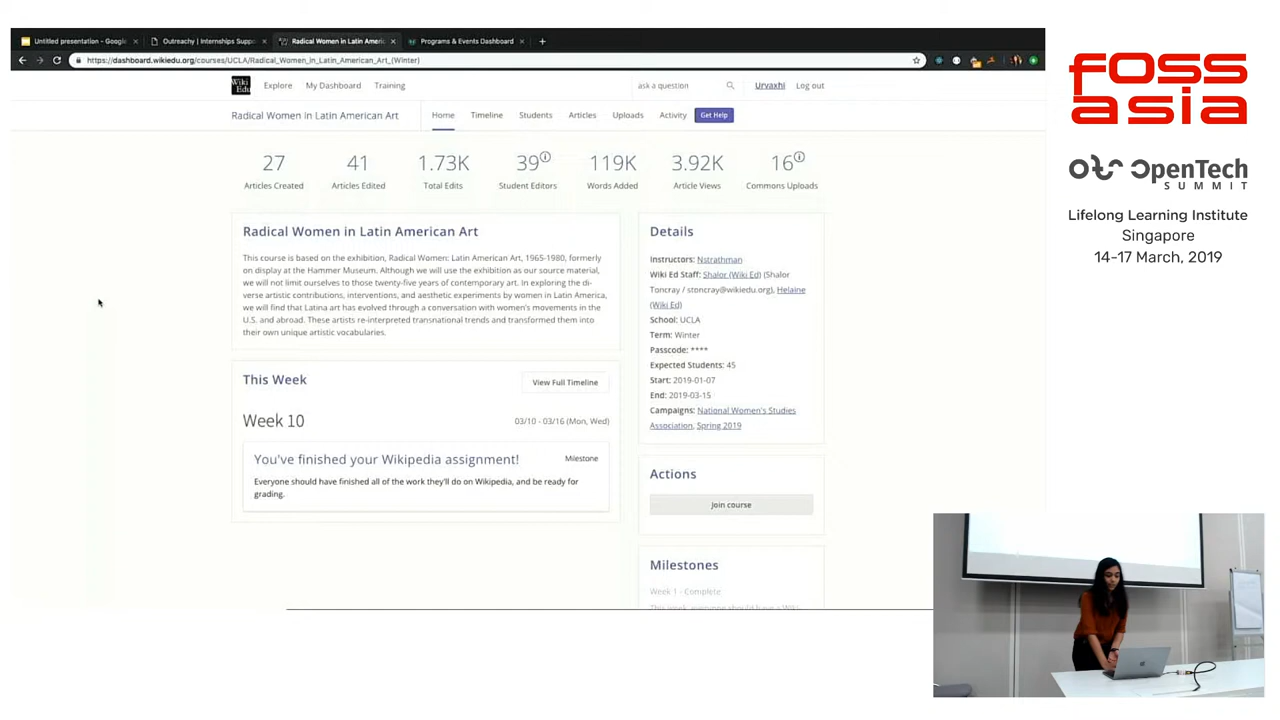 Untitled presentation - Google
Outreachy | Internships Supp
Radical Women in Latin Americ
Programs & Events Dashboard
https://dashboard.wikiedu.org/courses/UCLA/Radical_Women_in_Latin_American_Art_(Winter)
Wiki
Edu
Explore
My Dashboard
Training
ask a question
Urvaxhi
Log out
Radical Women in Latin American Art
Home
Timeline
Students
Articles
Uploads
Activity
Get Help
27
41
1.73K
39
119K
3.92K
16
Articles Created
Articles Edited
Total Edits
Student Editors
Words Added
Article Views
Commons Uploads
Radical Women in Latin American Art
This course is based on the exhibition, Radical Women: Latin American Art, 1965-1980, formerly
on display at the Hammer Museum. Although we will use the exhibition as our source material,
we will not limit ourselves to those twenty-five years of contemporary art. In exploring the di-
verse artistic contributions, interventions, and aesthetic experiments by women in Latin America,
we will find that Latina art has evolved through a conversation with women's movements in the
U.S. and abroad. These artists re-interpreted transnational trends and transformed them into
their own unique artistic vocabularies.
This Week
View Full Timeline
Week 10
03/10 - 03/16 (Mon, Wed)
You've finished your Wikipedia assignment!
Milestone
Everyone should have finished all of the work they'll do on Wikipedia, and be ready for
grading.
Details
Instructors: Nstrathman
Wiki Ed Staff: Shalor (Wiki Ed) (Shalor
Toncray / stoncray@wikiedu.org), Helaine
(Wiki Ed)
School: UCLA
Term: Winter
Passcode: ****
Expected Students: 45
Start: 2019-01-07
End: 2019-03-15
Campaigns: National Women's Studies
Association, Spring 2019
Actions
Join course
Milestones
Week 1 - Complete
This week, everyone should have a Wiki-
FOSS
asia
OpenTech
SUMMIT
Lifelong Learning Institute
Singapore
14-17 March, 2019